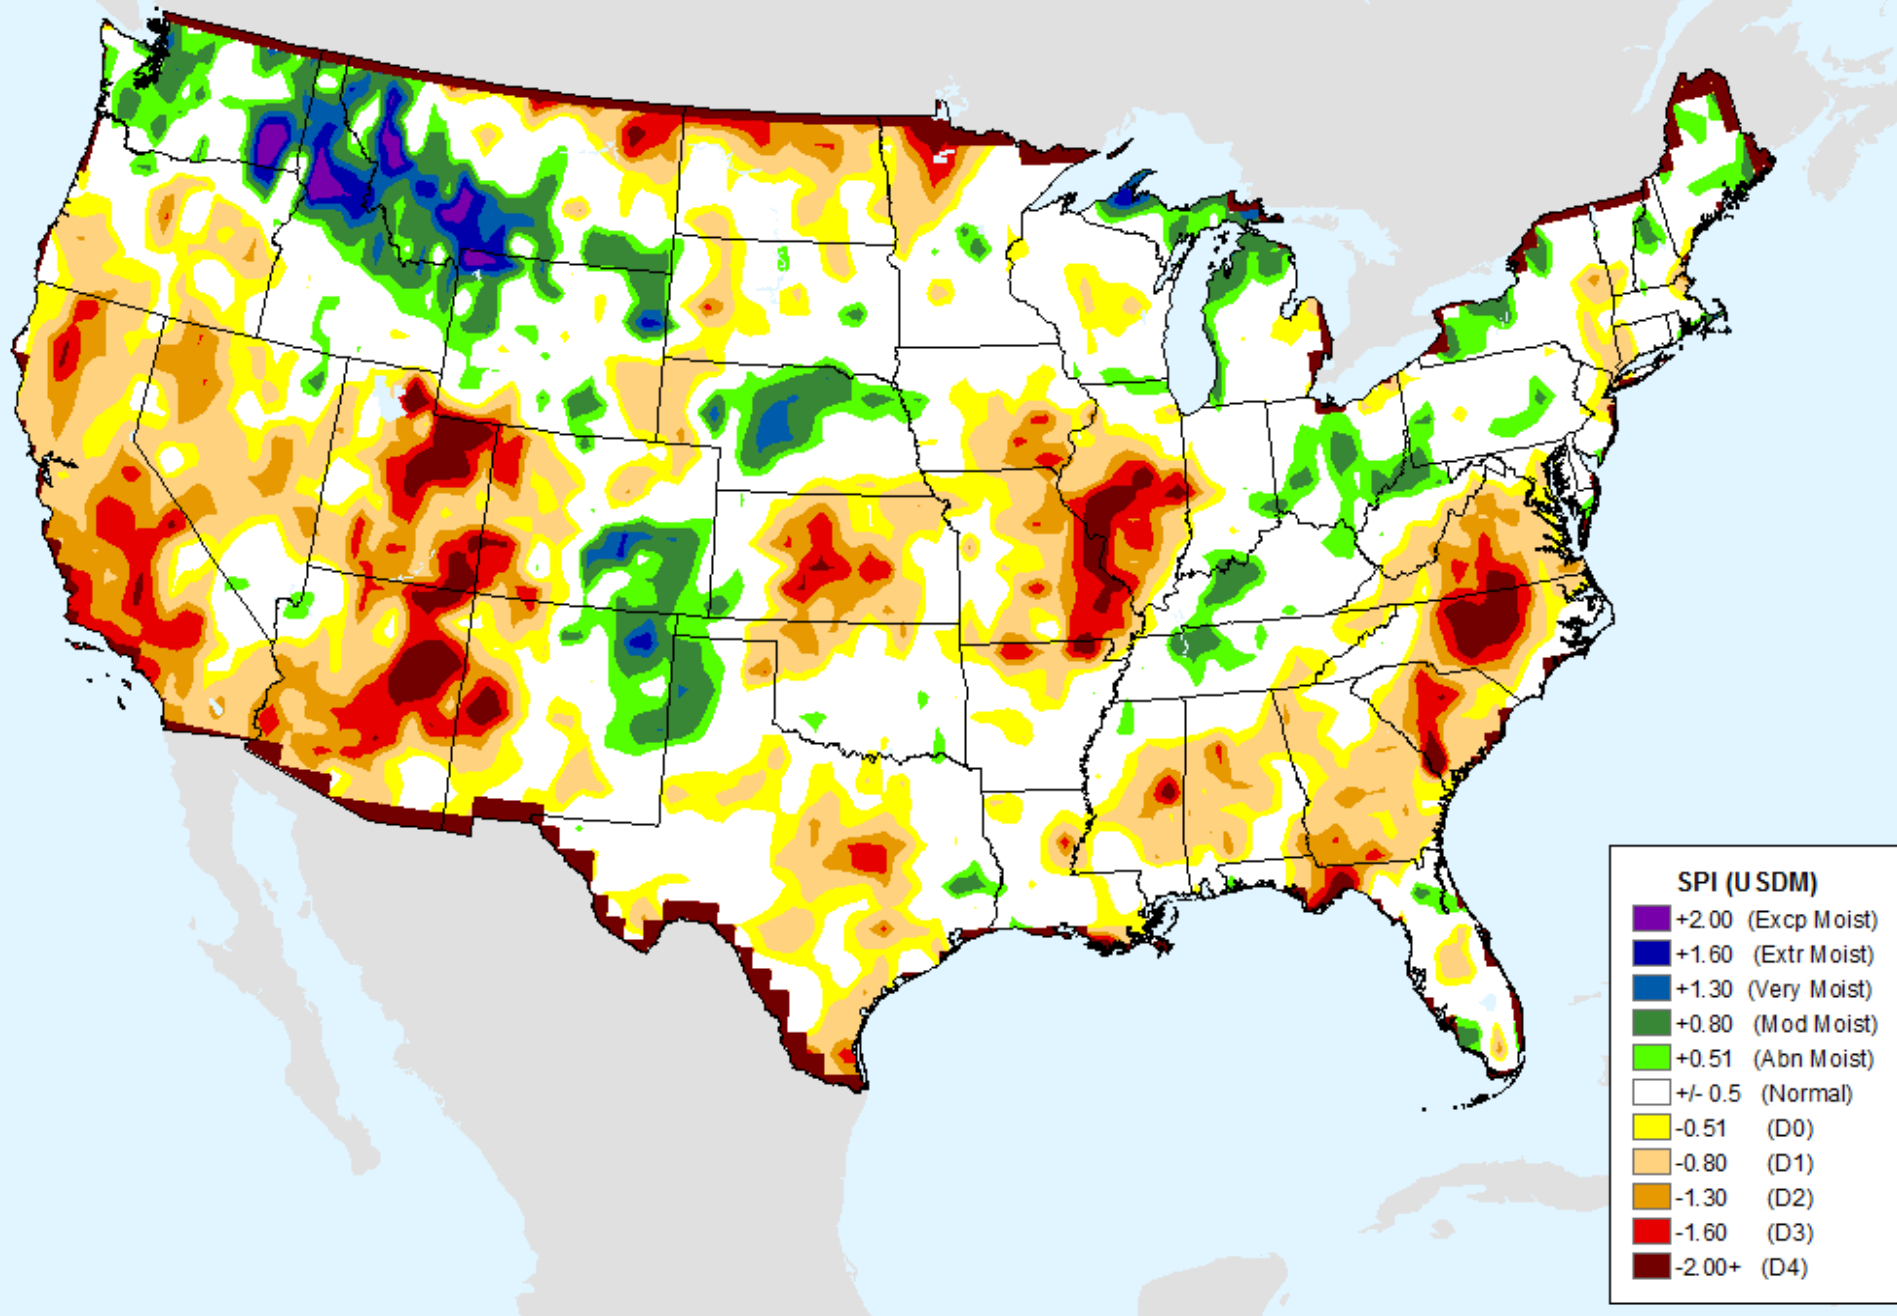 SPI (USDM)
+2.00 (Excp Moist)
+1.60 (Extr Moist)
+1.30 (Very Moist)
+0.80 (Mod Moist)
+0.51 (Abn Moist)
+/- 0.5 (Normal)
-0.51 (D0)
-0.80 (D1)
-1.30 (D2)
-1.60 (D3)
-2.00+ (D4)